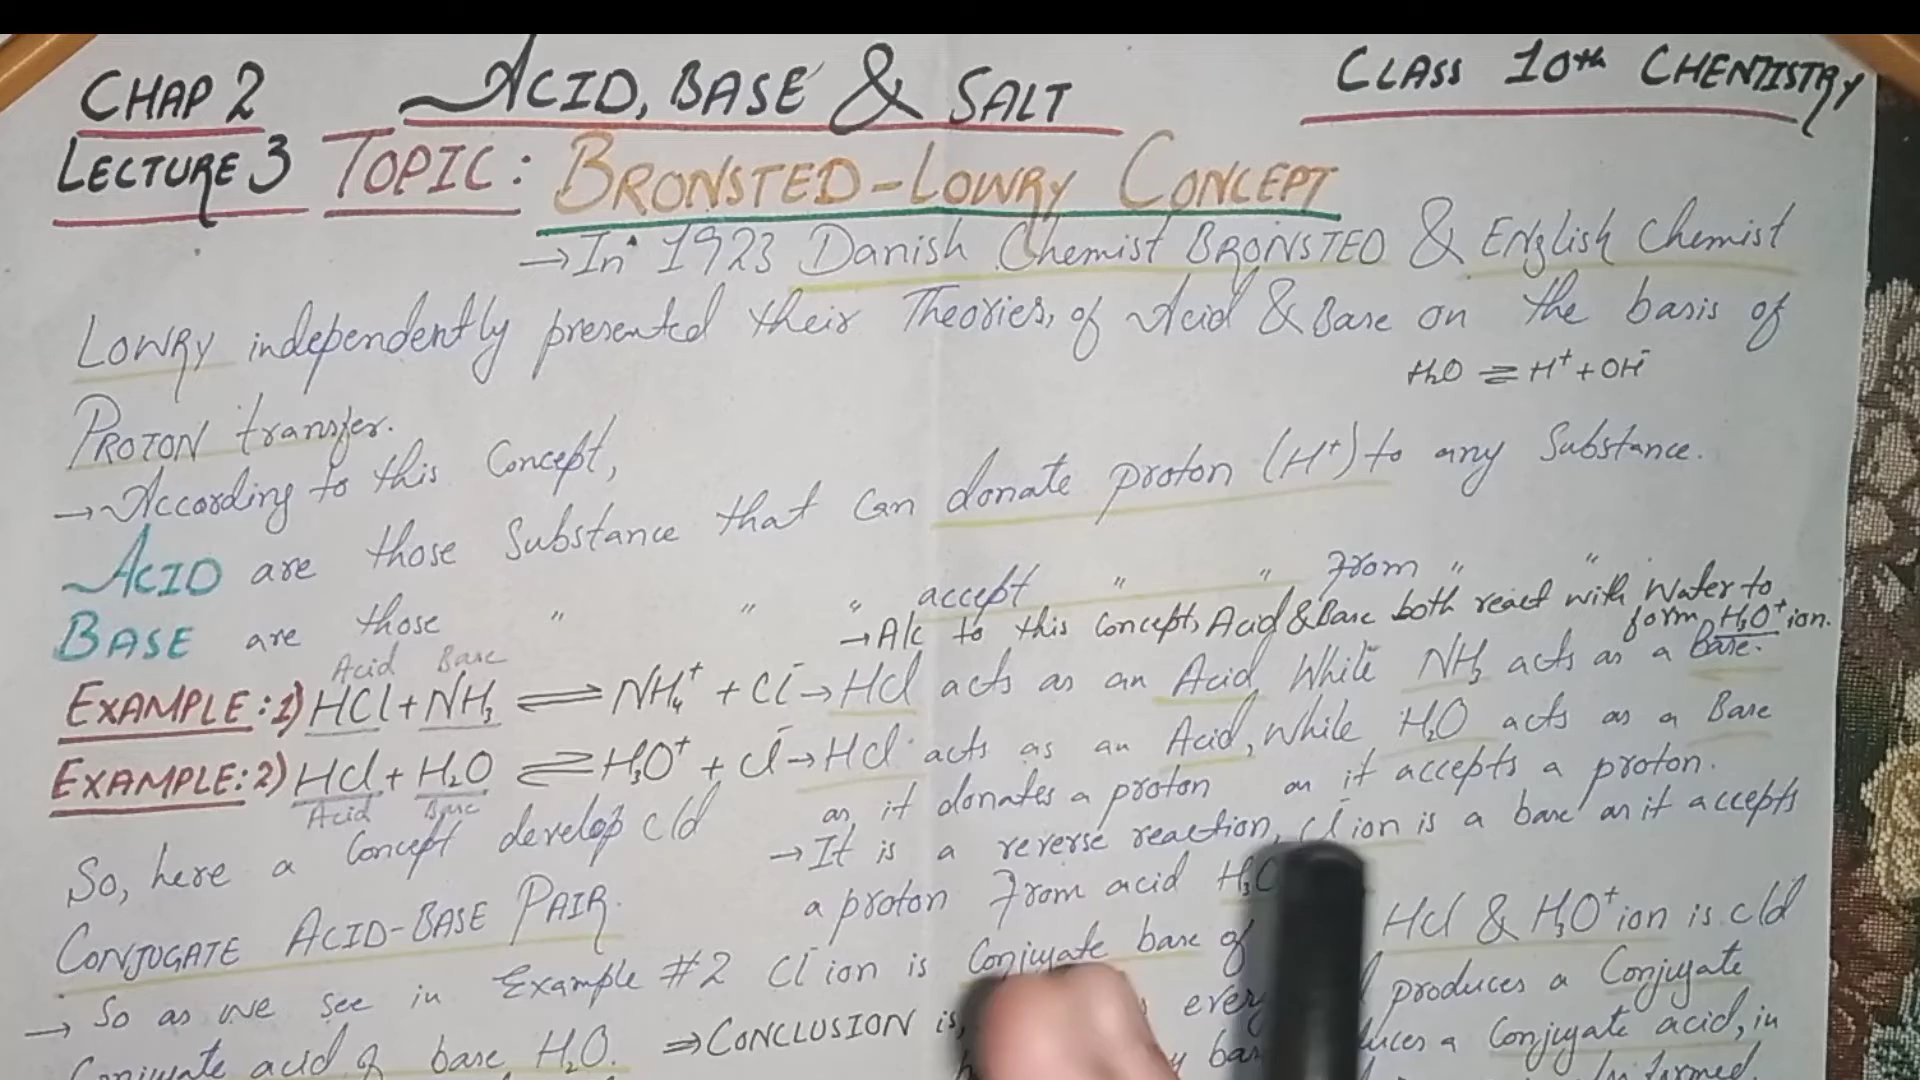 CHAP 2 ACID, BASE & SALT CLASS 10th CHEMISTRY
LECTURE 3 TOPIC: BRONSTED-LOWRY CONCEPT
→In 1923 Danish Chemist BRONSTED & English Chemist
LOWRY independently presented their Theories, of Acid & Base on the basis of
H2O ⇌ H+ + OH-
PROTON transfer.
→ According to this Concept,
ACID are those Substance that can donate proton (H+) to any Substance.
BASE are those " " " accept " " From " "
→ A/c to this Concept, Acid & Base both react with Water to
form H3O+ ion.
Acid Base
EXAMPLE: 1) HCl + NH3 ⇌ NH4+ + Cl- → HCl acts as an Acid While NH3 acts as a Base.
EXAMPLE: 2) HCl + H2O ⇌ H3O+ + Cl- → HCl acts as an Acid, While H2O acts as a Base
Acid Base
as it donates a proton as it accepts a proton.
So, here a Concept develop c/d
→ It is a reverse reaction, Cl- ion is a base as it accepts
a proton From acid
CONJUGATE ACID-BASE PAIR.
→ So as we see in Example #2 Cl- ion is Conjugate base of HCl & H3O+ ion is c/d
Conjugate acid of base H2O. ⇒ CONCLUSION is, produces a Conjugate
a Conjugate acid, in
formed.